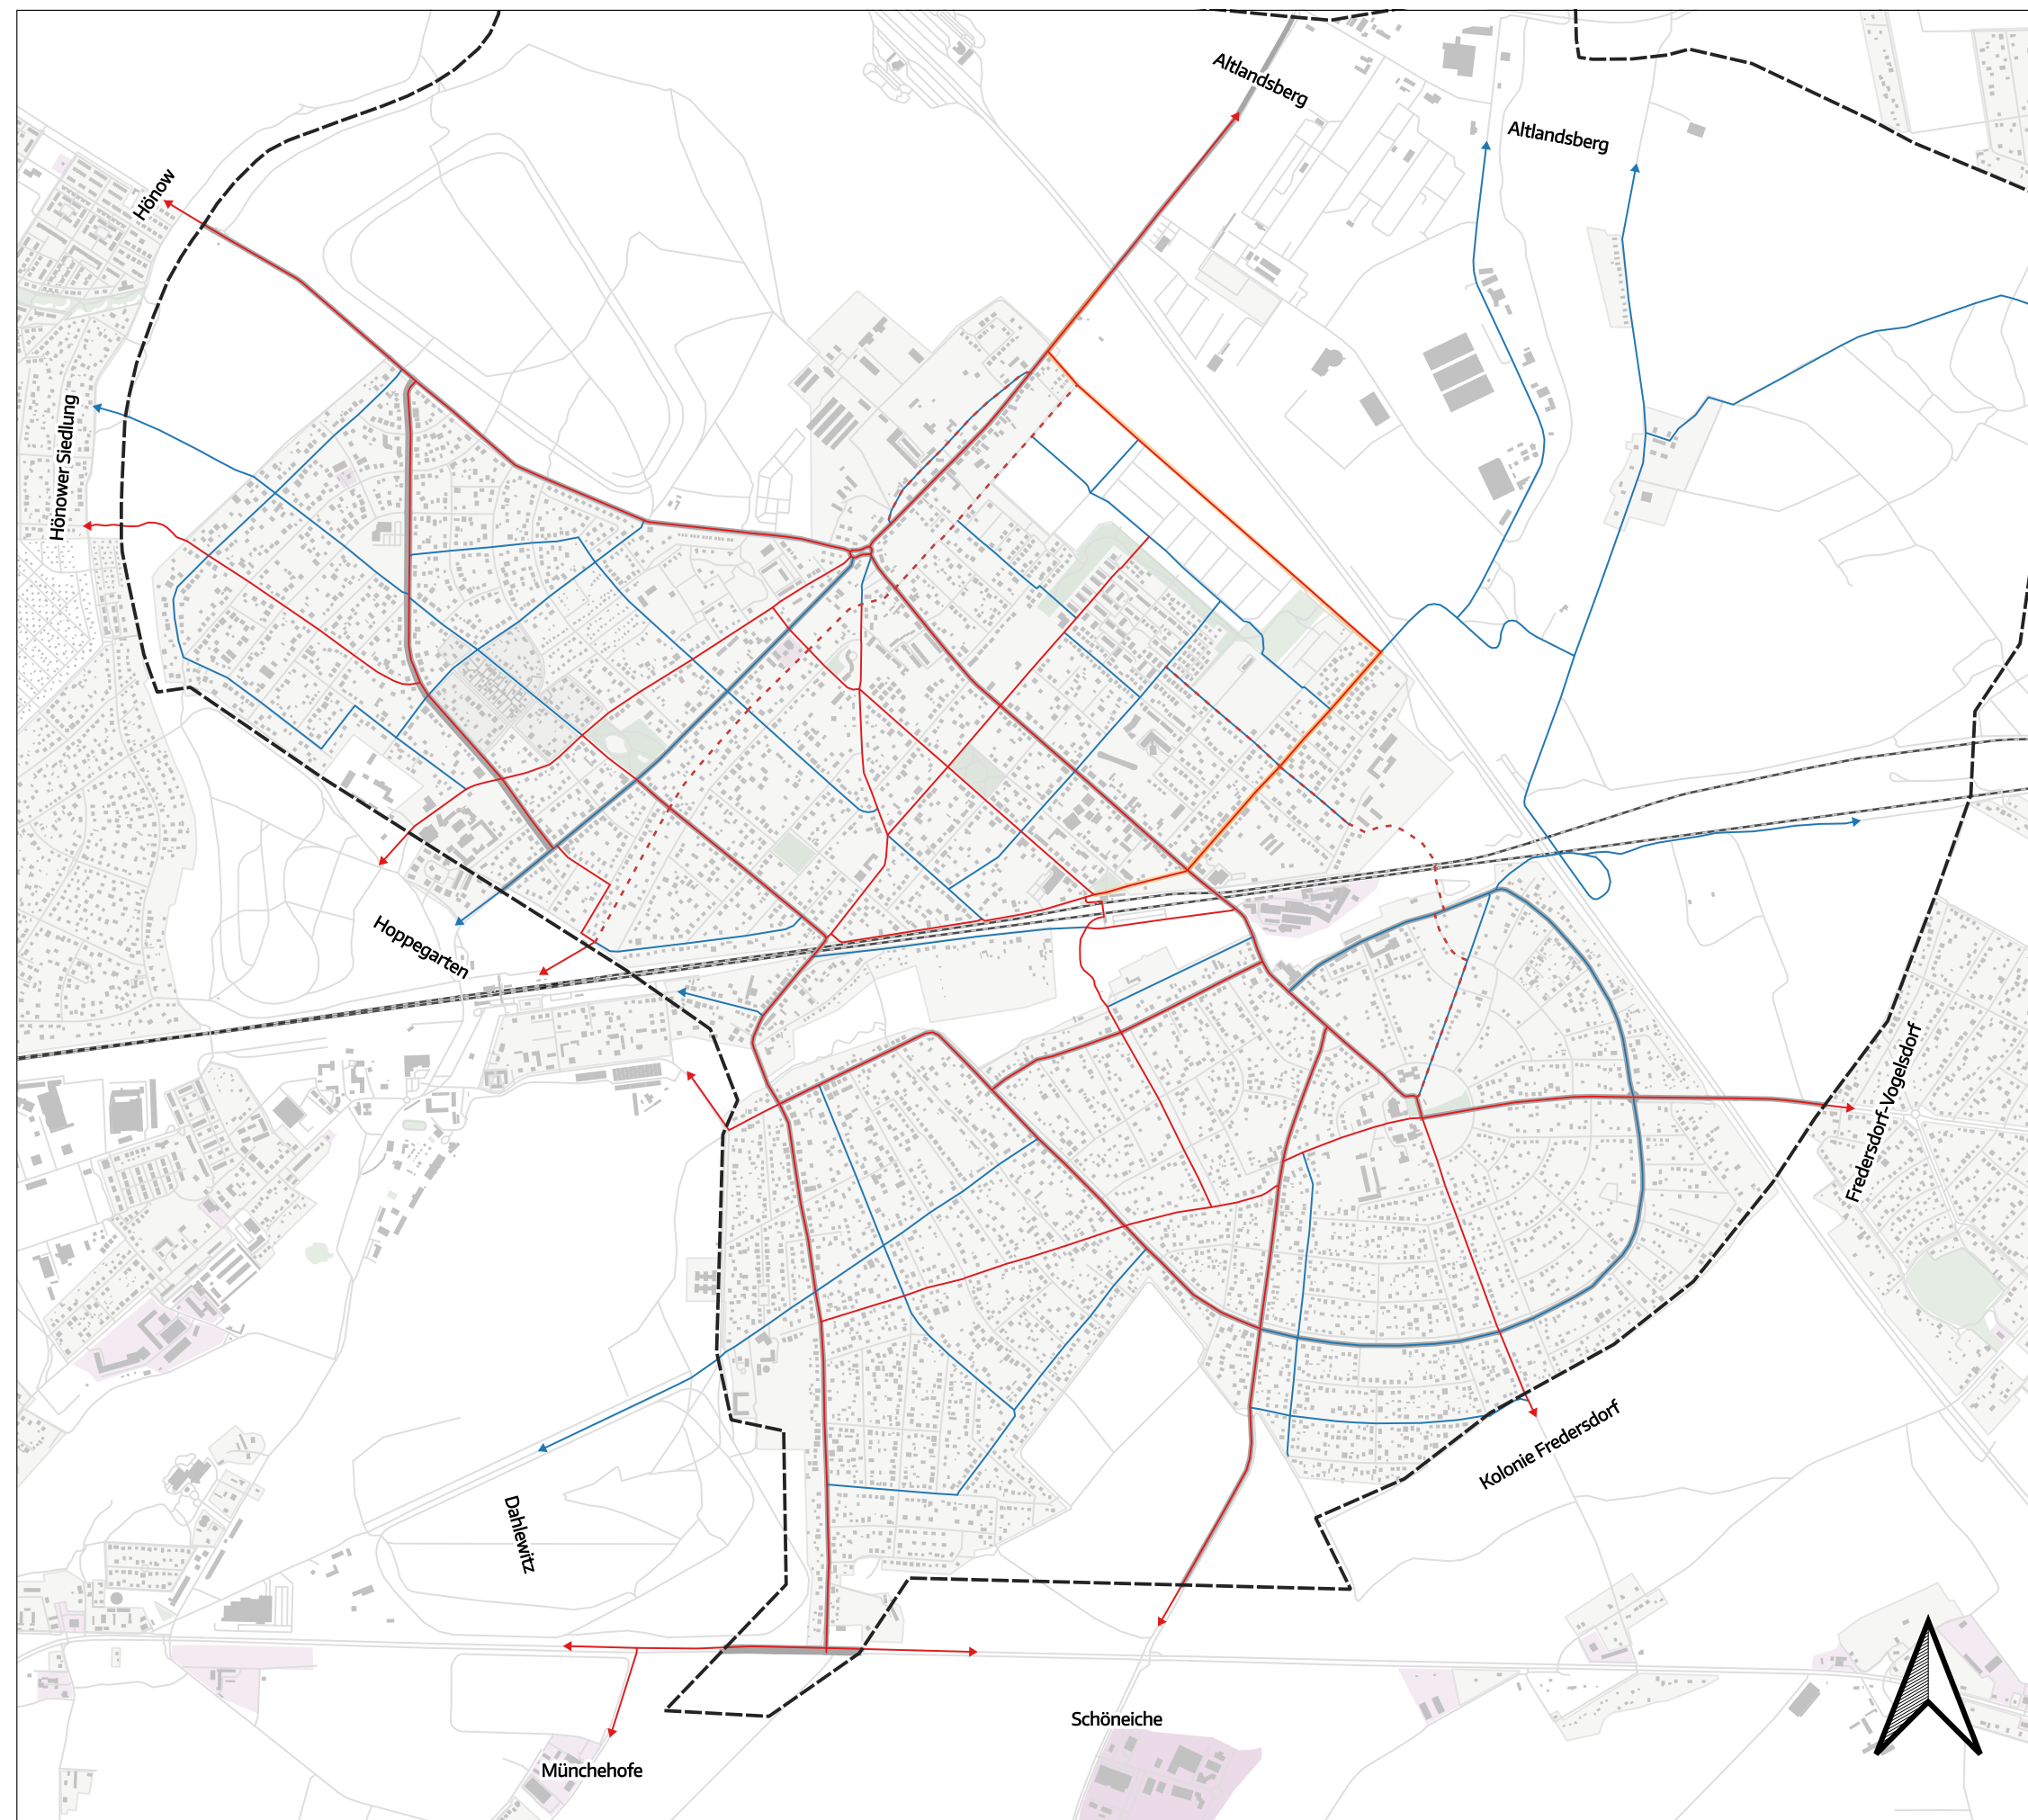 Altlandsberg
Altlandsberg
Hönow
Hönower Siedlung
Hoppegarten
Fredersdorf-Vogelsdorf
Kolonie Fredersdorf
Dahlewitz
Schöneiche
Münchehofe